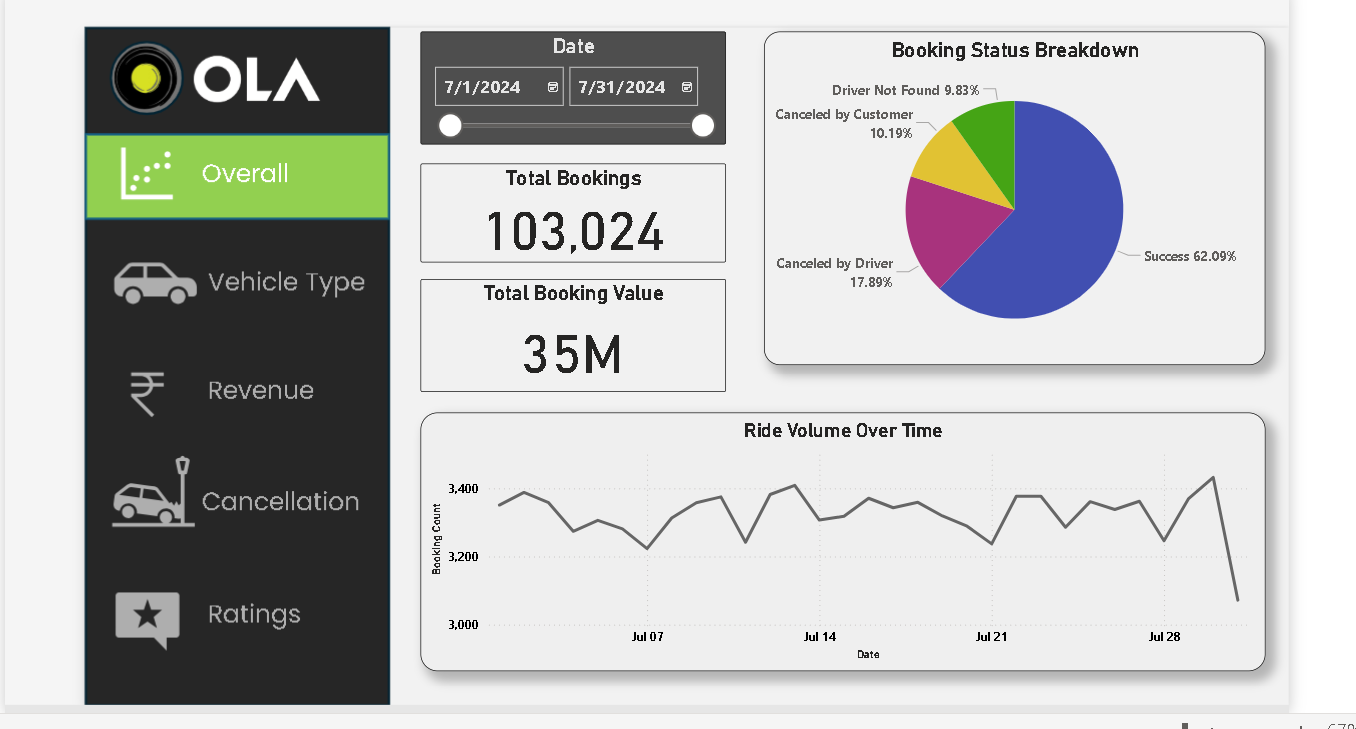 OLA
Overall
Vehicle Type
Revenue
Cancellation
Ratings
Date
7/1/2024
7/31/2024
Total Bookings
103,024
Total Booking Value
35M
Booking Status Breakdown
Driver Not Found 9.83%
Canceled by Customer
10.19%
Canceled by Driver
17.89%
Success 62.09%
Ride Volume Over Time
Booking Count
3,400
3,200
3,000
Jul 07
Jul 14
Jul 21
Jul 28
Date